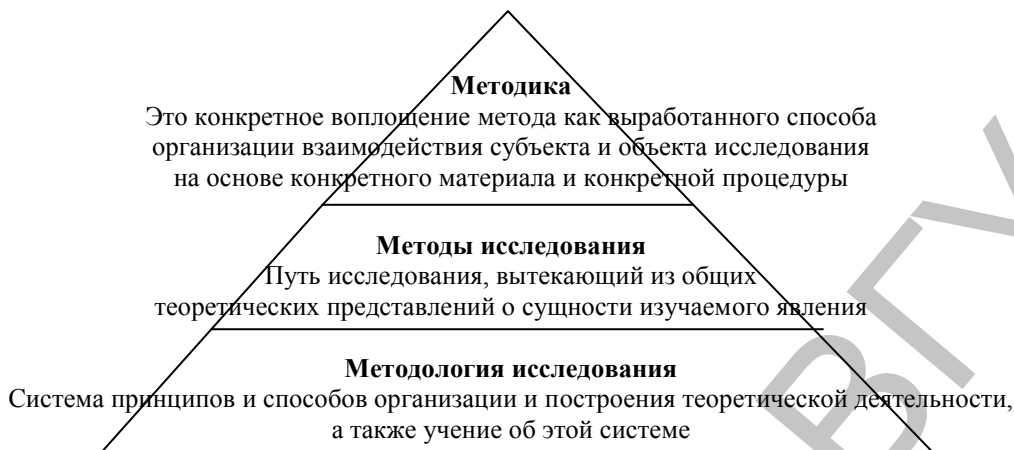 Методика
Это конкретное воплощение метода как выработанного способа
организации взаимодействия субъекта и объекта исследования
на основе конкретного материала и конкретной процедуры
Методы исследования
Путь исследования, вытекающий из общих
теоретических представлений о сущности изучаемого явления
Методология исследования
Система принципов и способов организации и построения теоретической деятельности,
а также учение об этой системе
ВГУ